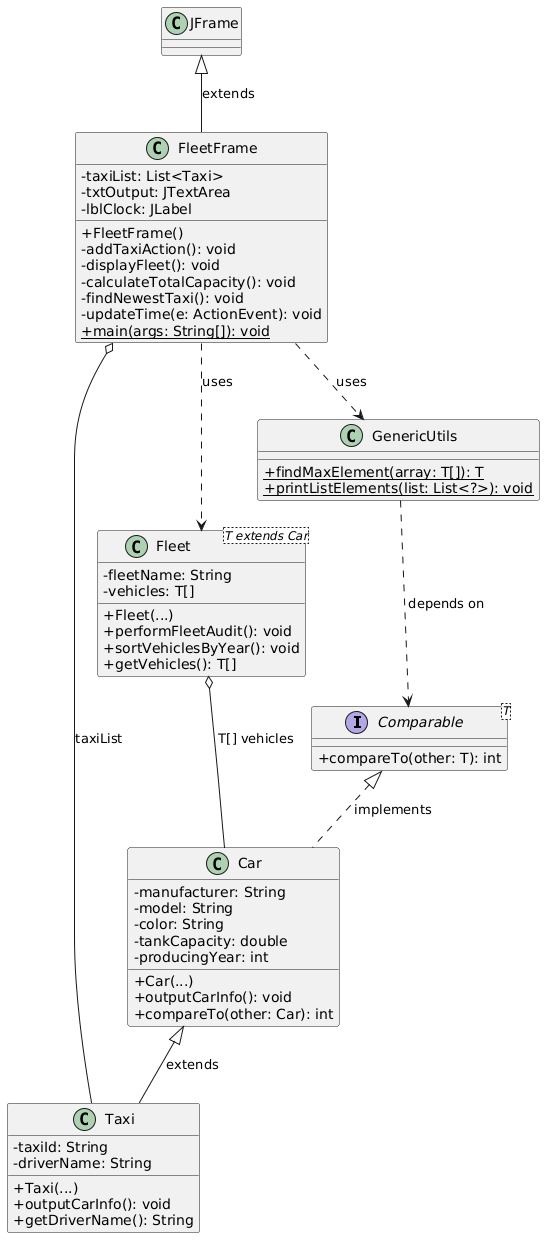 C JFrame
extends
C FleetFrame
-taxiList: List<Taxi>
-txtOutput: JTextArea
-lblClock: JLabel
+FleetFrame()
-addTaxiAction(): void
-displayFleet(): void
-calculateTotalCapacity(): void
-findNewestTaxi(): void
-updateTime(e: ActionEvent): void
+main(args: String[]): void
uses
uses
C GenericUtils
+findMaxElement(array: T[]): T
+printListElements(list: List<?>): void
T extends Car
C Fleet
-fleetName: String
-vehicles: T[]
+Fleet(...)
+performFleetAudit(): void
+sortVehiclesByYear(): void
+getVehicles(): T[]
depends on
T
I Comparable
+compareTo(other: T): int
taxiList
T[] vehicles
implements
C Car
-manufacturer: String
-model: String
-color: String
-tankCapacity: double
-producingYear: int
+Car(...)
+outputCarInfo(): void
+compareTo(other: Car): int
extends
C Taxi
-taxiId: String
-driverName: String
+Taxi(...)
+outputCarInfo(): void
+getDriverName(): String